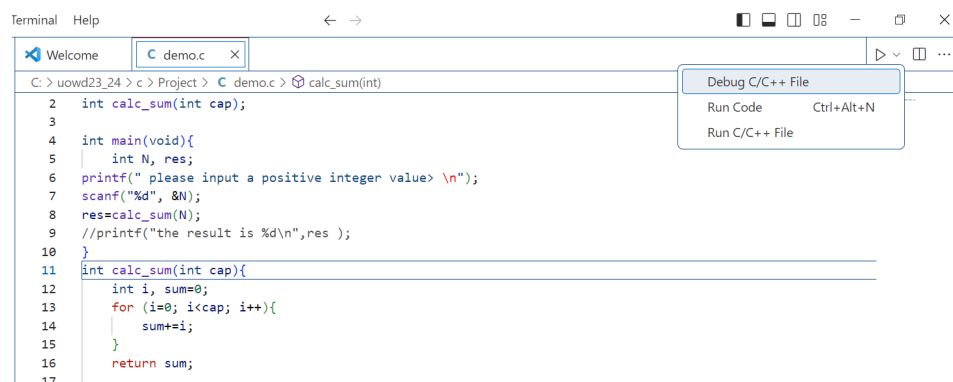 Terminal Help
Welcome demo.c
C: > uowd23_24 > c > Project > C demo.c > calc_sum(int)
Debug C/C++ File
Run Code Ctrl+Alt+N
Run C/C++ File
2 int calc_sum(int cap);
3
4 int main(void){
5 int N, res;
6 printf(" please input a positive integer value> \n");
7 scanf("%d", &N);
8 res=calc_sum(N);
9 //printf("the result is %d\n",res );
10 }
11 int calc_sum(int cap){
12 int i, sum=0;
13 for (i=0; i<cap; i++){
14 sum+=i;
15 }
16 return sum;
17